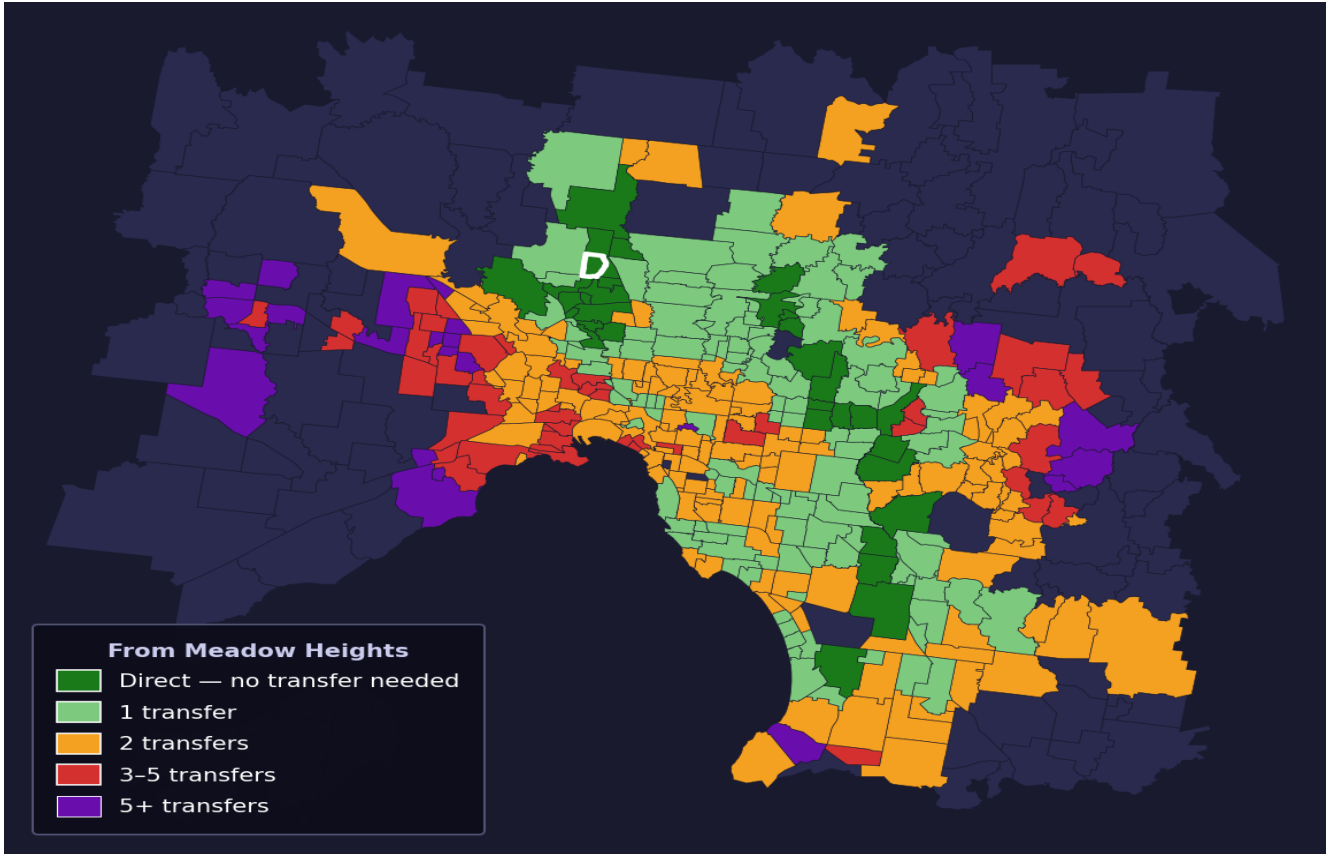 From Meadow Heights
Direct — no transfer needed
1 transfer
2 transfers
3–5 transfers
5+ transfers